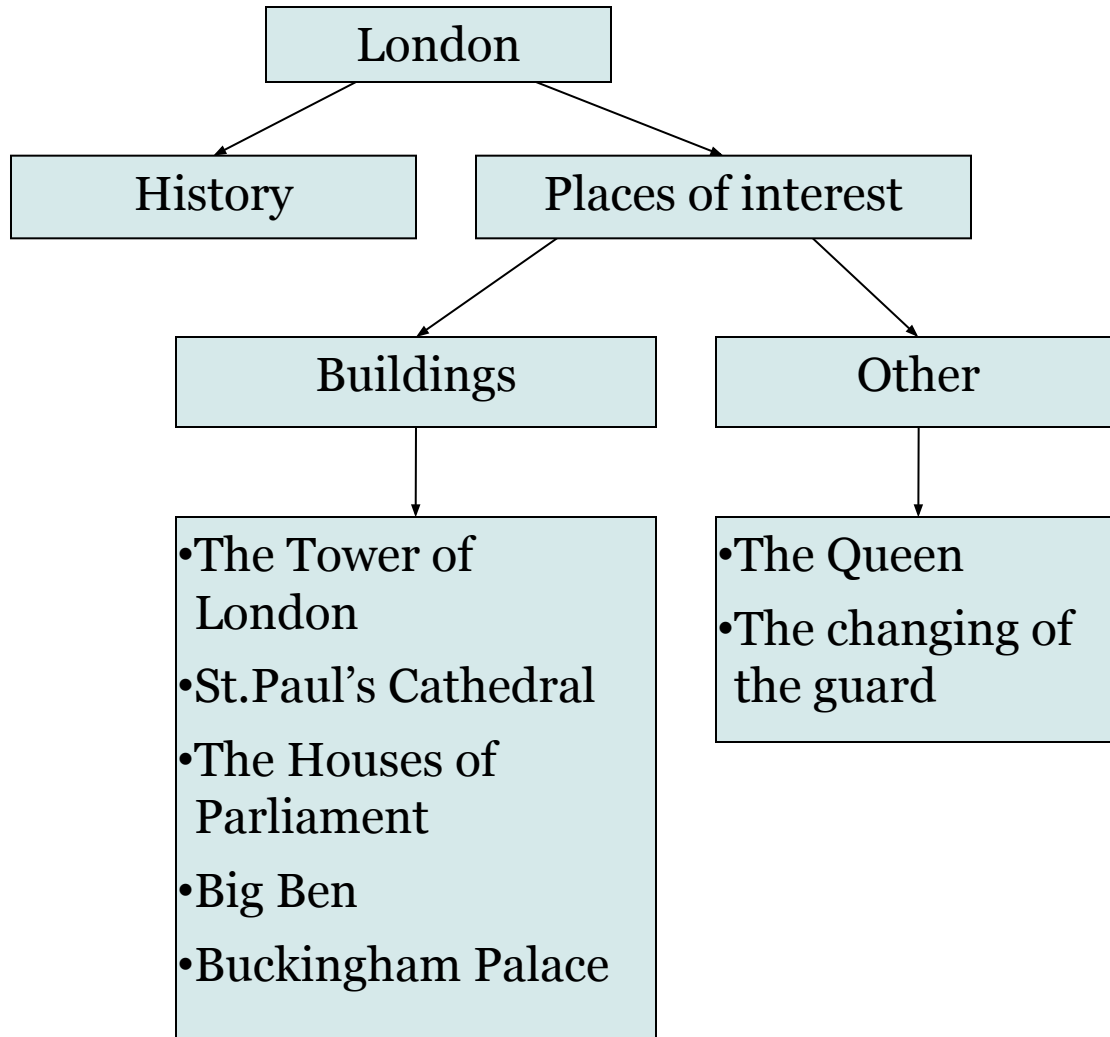 London
History
Places of interest
Buildings
Other
•The Tower of
London
•St.Paul’s Cathedral
•The Houses of
Parliament
•Big Ben
•Buckingham Palace
•The Queen
•The changing of
the guard